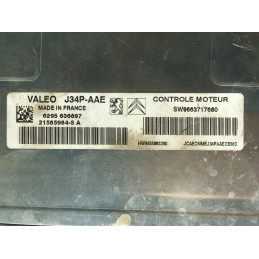 VALEO J34P-AAE
MADE IN FRANCE
CONTROLE MOTEUR
SW9663717680
6295 636697
21585984-5 A